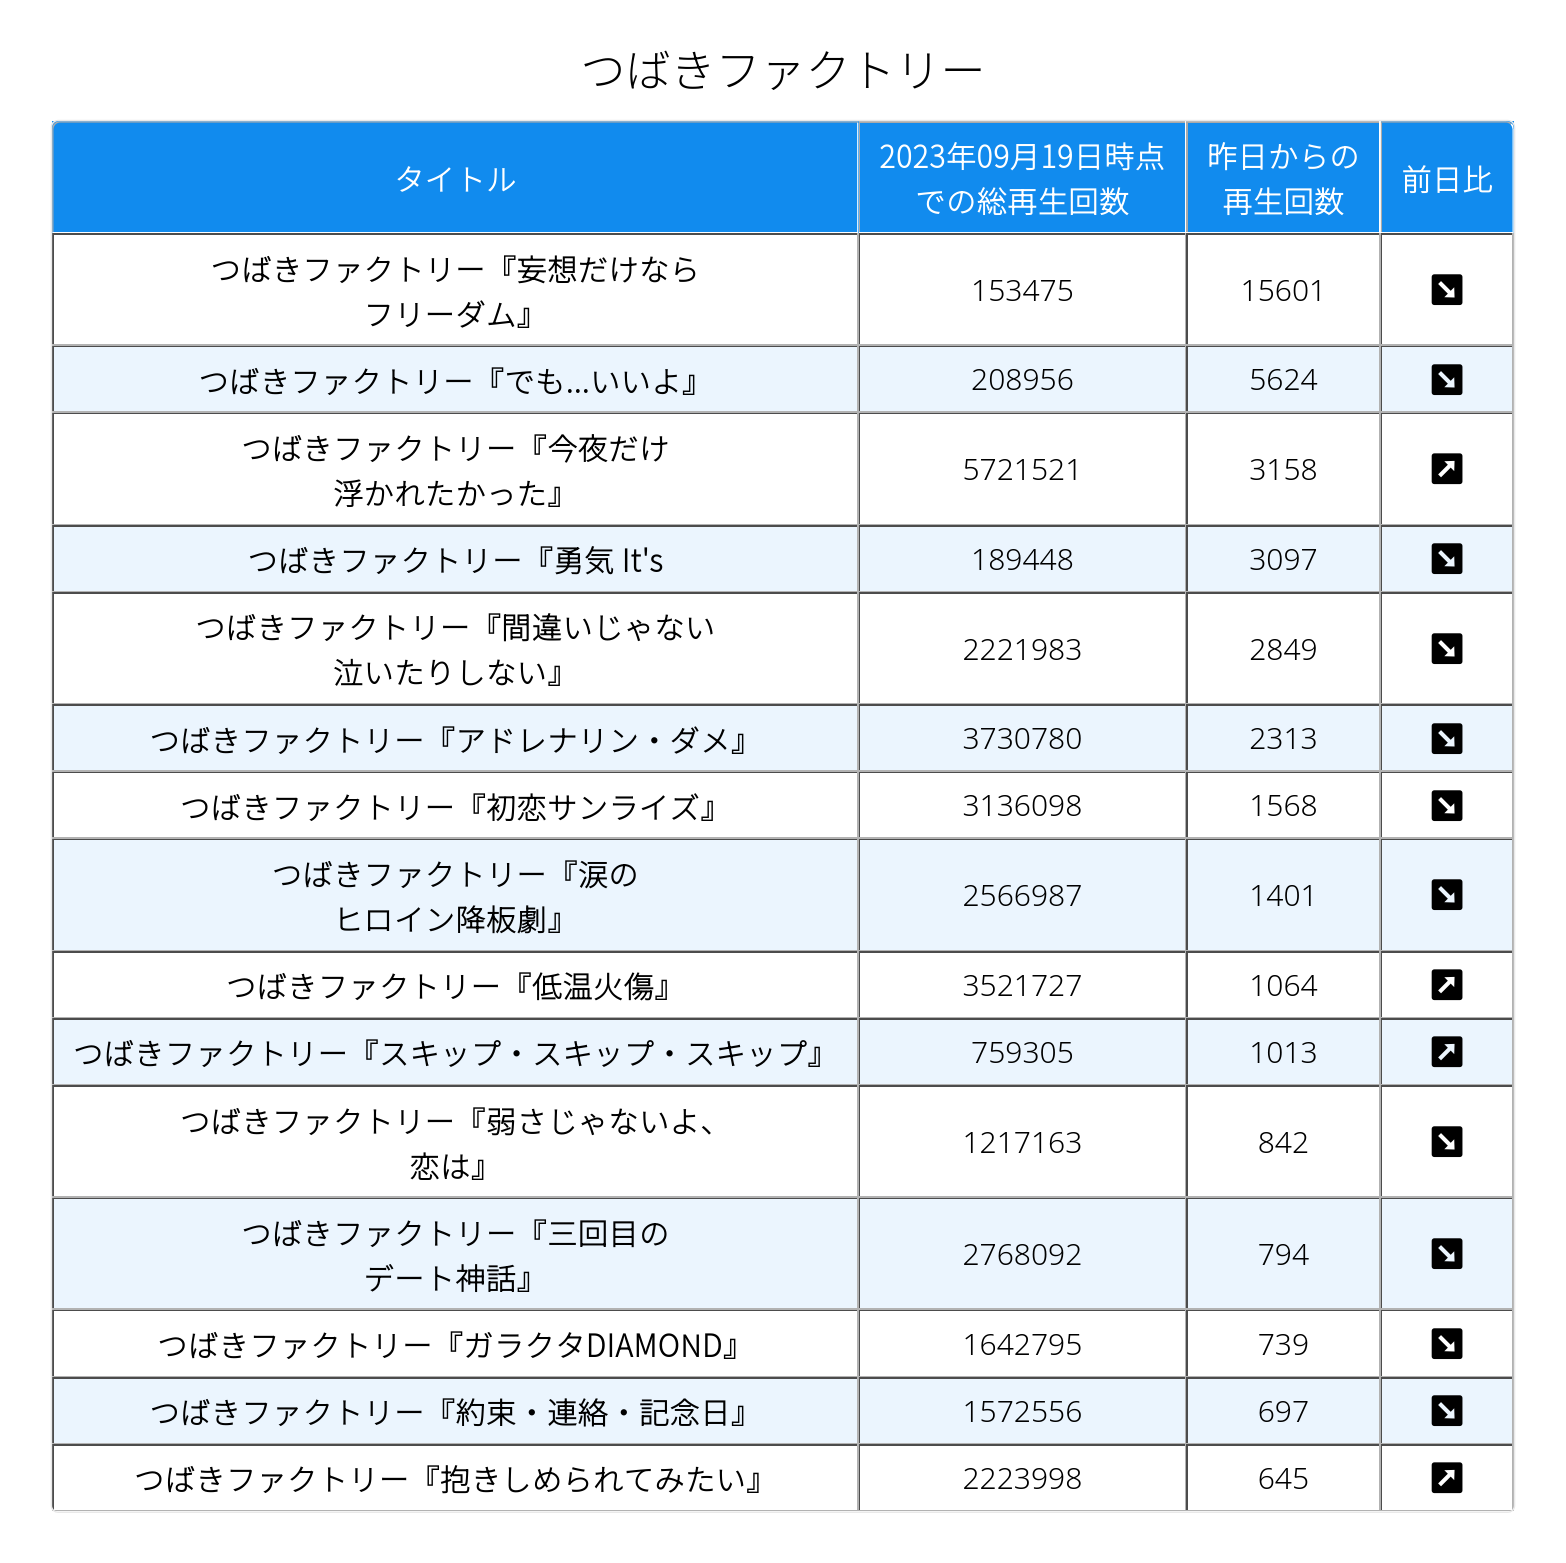 つばきファクトリー
タイトル
2023年09月19日時点
での総再生回数
昨日からの
再生回数
前日比
つばきファクトリー『妄想だけなら
フリーダム』
153475
15601
つばきファクトリー『でも...いいよ』
208956
5624
つばきファクトリー『今夜だけ
浮かれたかった』
5721521
3158
つばきファクトリー『勇気 It's
189448
3097
つばきファクトリー『間違いじゃない
泣いたりしない』
2221983
2849
つばきファクトリー『アドレナリン・ダメ』
3730780
2313
つばきファクトリー『初恋サンライズ』
3136098
1568
つばきファクトリー『涙の
ヒロイン降板劇』
2566987
1401
つばきファクトリー『低温火傷』
3521727
1064
つばきファクトリー『スキップ・スキップ・スキップ』
759305
1013
つばきファクトリー『弱さじゃないよ、
恋は』
1217163
842
つばきファクトリー『三回目の
デート神話』
2768092
794
つばきファクトリー『ガラクタDIAMOND』
1642795
739
つばきファクトリー『約束・連絡・記念日』
1572556
697
つばきファクトリー『抱きしめられてみたい』
2223998
645